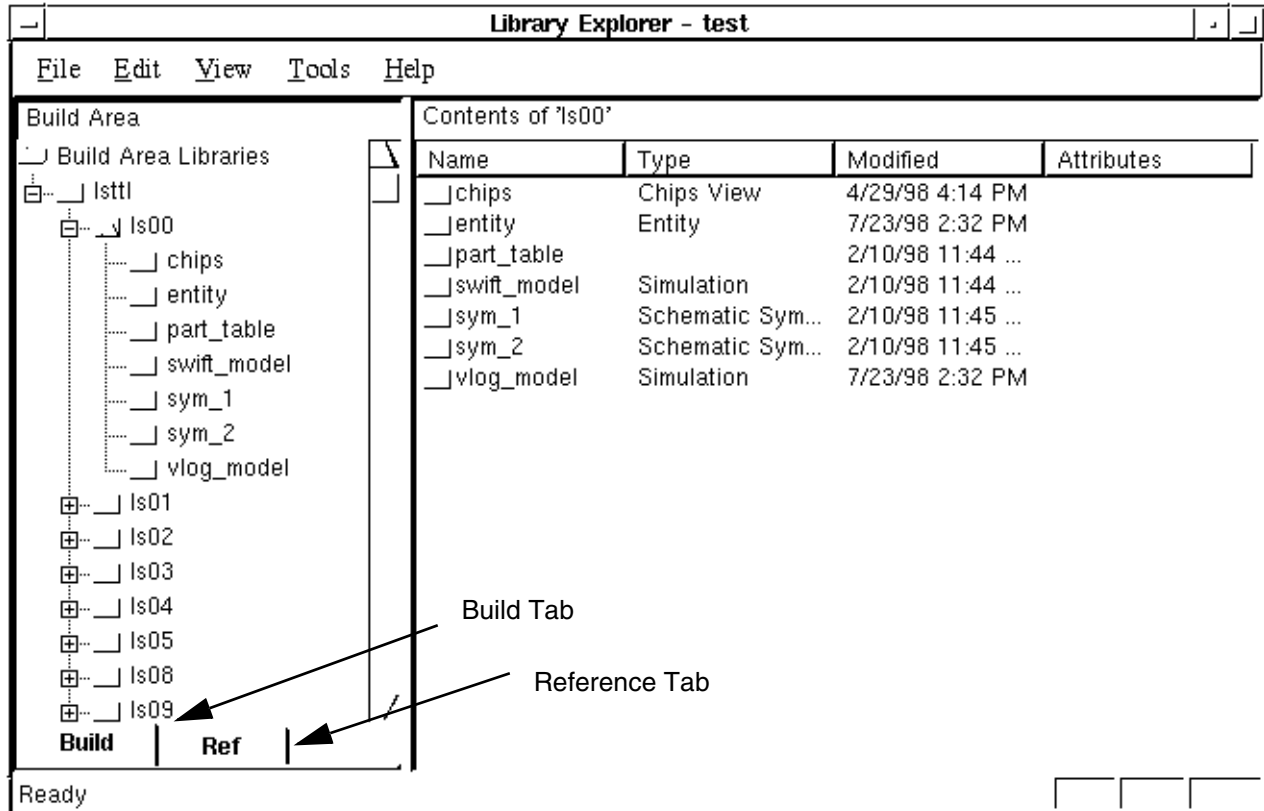 Library Explorer - test
File Edit View Tools Help
Build Area
Build Area Libraries
lsttl
ls00
chips
entity
part_table
swift_model
sym_1
sym_2
vlog_model
ls01
ls02
ls03
ls04
ls05
ls08
ls09
Build Ref
Contents of 'ls00'
Name Type Modified Attributes
chips Chips View 4/29/98 4:14 PM
entity Entity 7/23/98 2:32 PM
part_table 2/10/98 11:44 ...
swift_model Simulation 2/10/98 11:44 ...
sym_1 Schematic Sym... 2/10/98 11:45 ...
sym_2 Schematic Sym... 2/10/98 11:45 ...
vlog_model Simulation 7/23/98 2:32 PM
Build Tab
Reference Tab
Ready